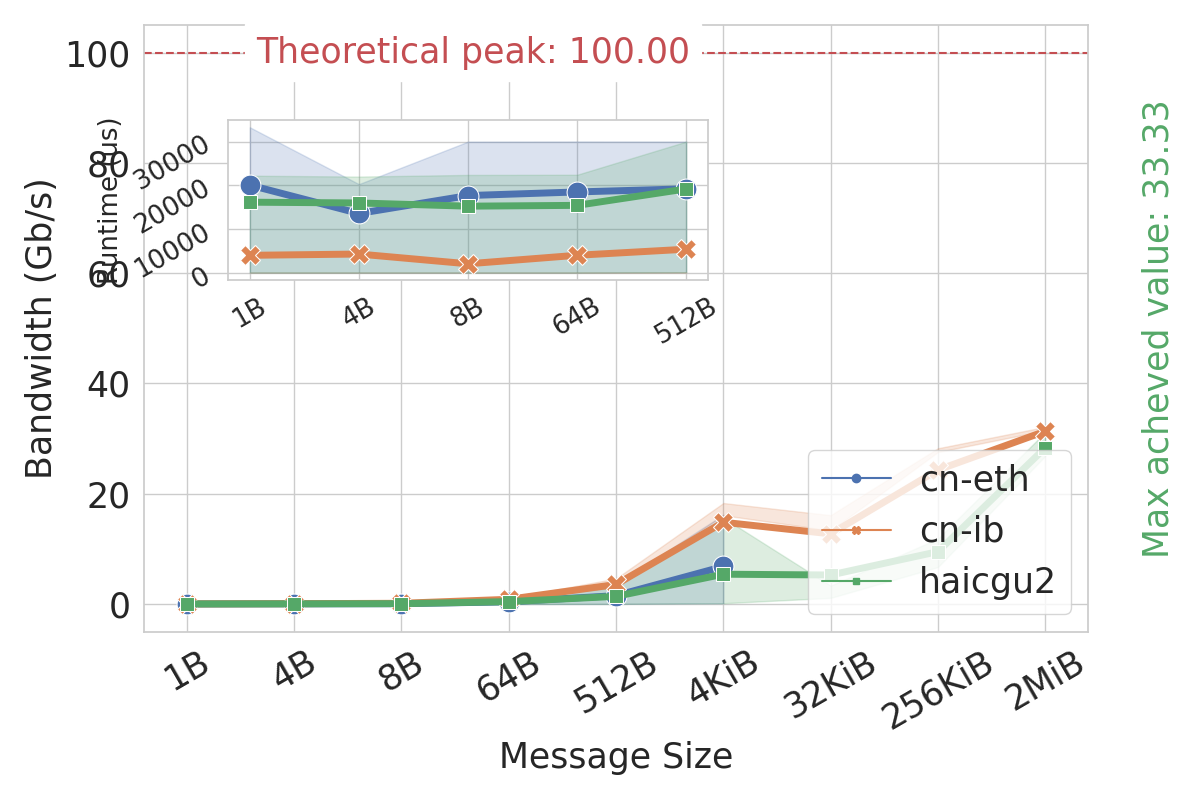 Theoretical peak: 100.00
Bandwidth (Gb/s)
100
80
60
40
20
0
Runtime (us)
30000
20000
10000
0
1B
4B
8B
64B
512B
cn-eth
cn-ib
haicgu2
1B
4B
8B
64B
512B
4KiB
32KiB
256KiB
2MiB
Message Size
Max acheved value: 33.33